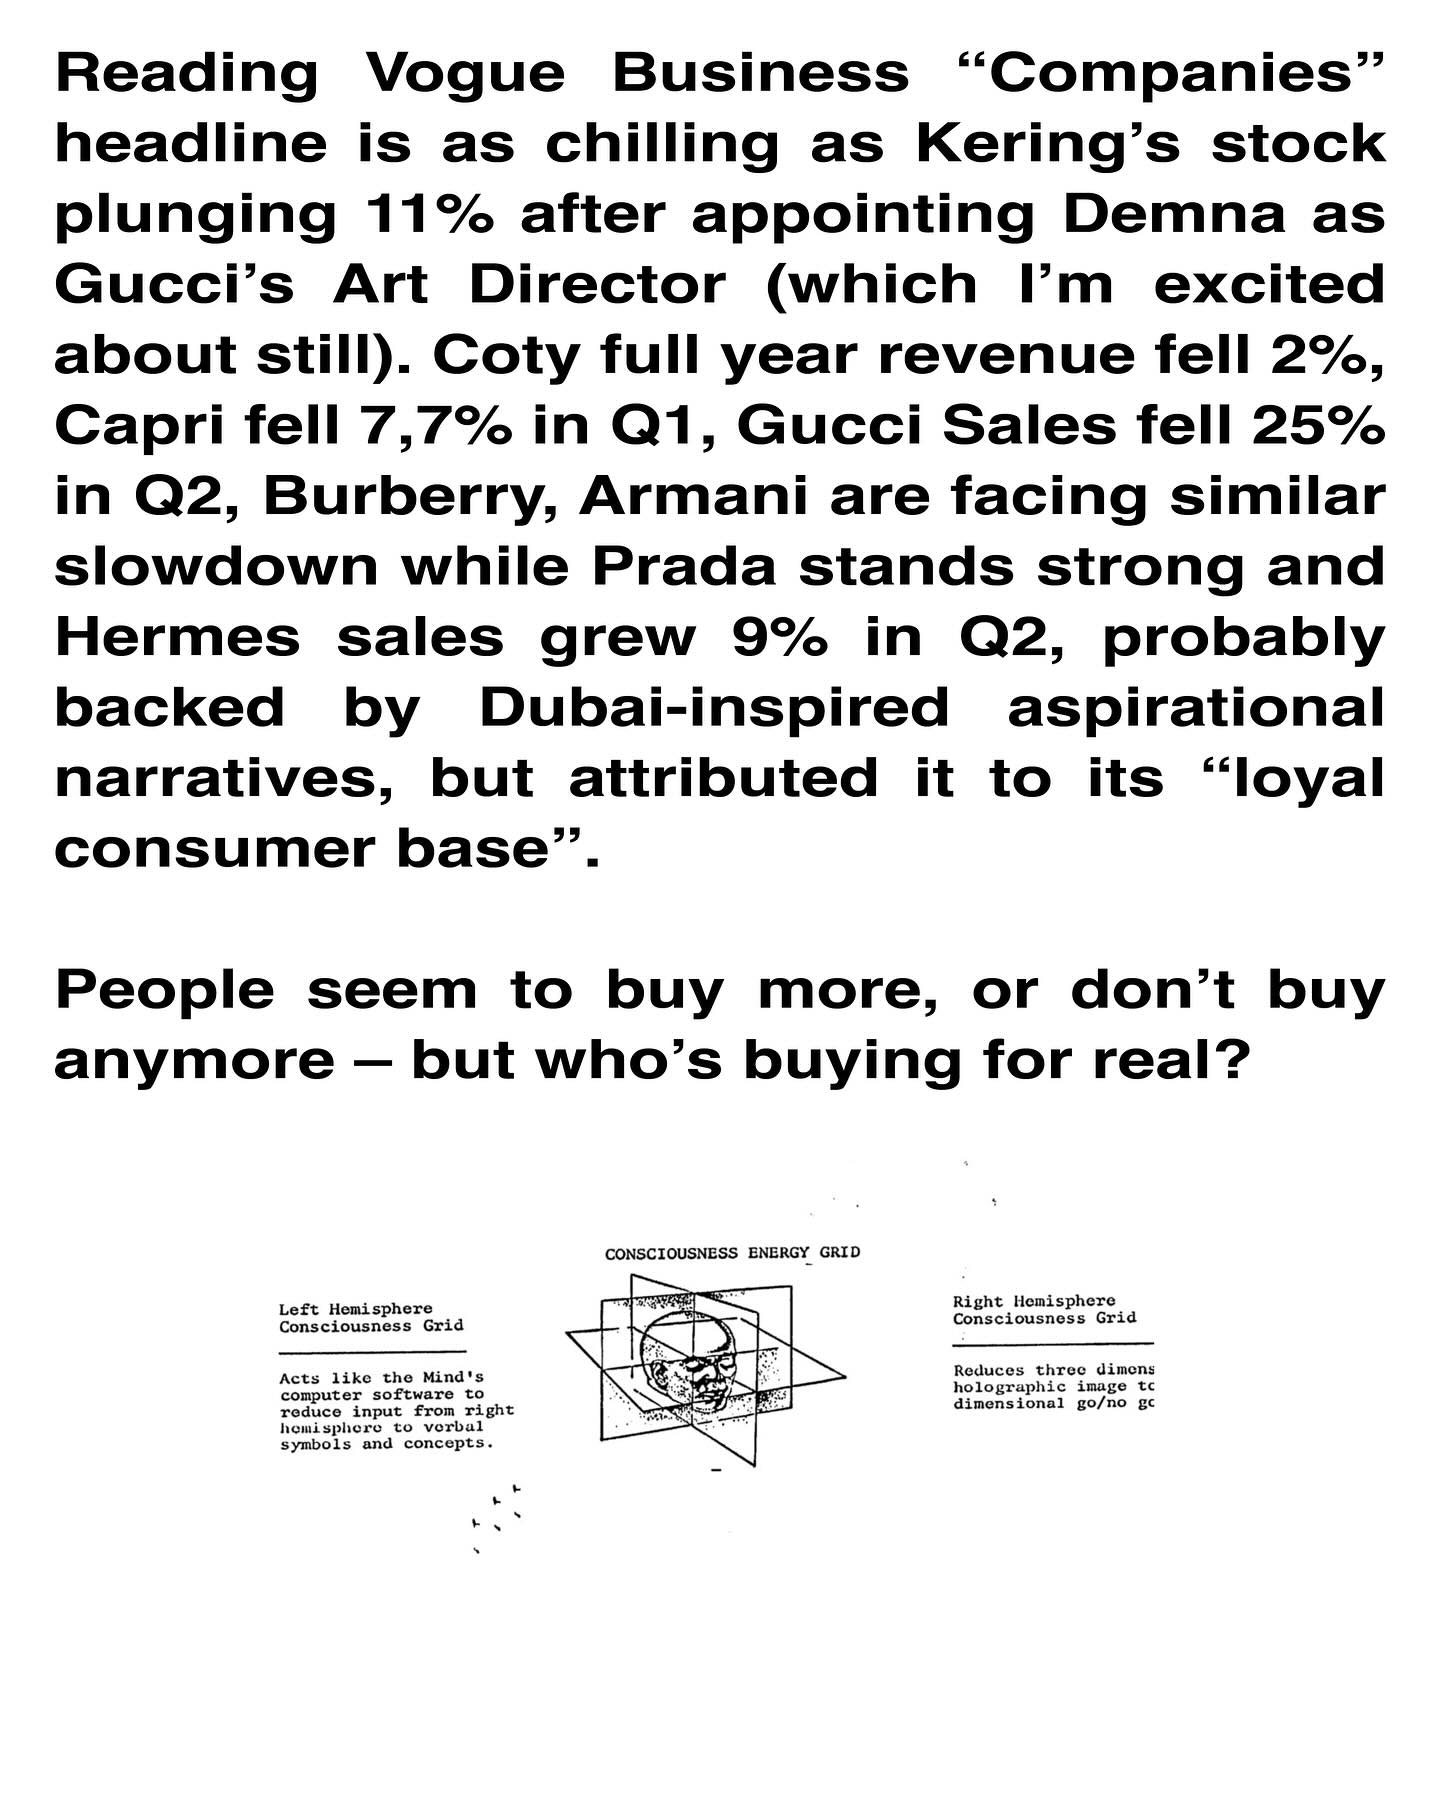 Reading Vogue Business “Companies”
headline is as chilling as Kering’s stock
plunging 11% after appointing Demna as
Gucci’s Art Director (which I’m excited
about still). Coty full year revenue fell 2%,
Capri fell 7,7% in Q1, Gucci Sales fell 25%
in Q2, Burberry, Armani are facing similar
slowdown while Prada stands strong and
Hermes sales grew 9% in Q2, probably
backed by Dubai-inspired aspirational
narratives, but attributed it to its “loyal
consumer base”.
People seem to buy more, or don’t buy
anymore – but who’s buying for real?
CONSCIOUSNESS ENERGY GRID
Left Hemisphere
Consciousness Grid
Acts like the Mind's
computer software to
reduce input from right
hemisphere to verbal
symbols and concepts.
Right Hemisphere
Consciousness Grid
Reduces three dimens
holographic image to
dimensional go/no